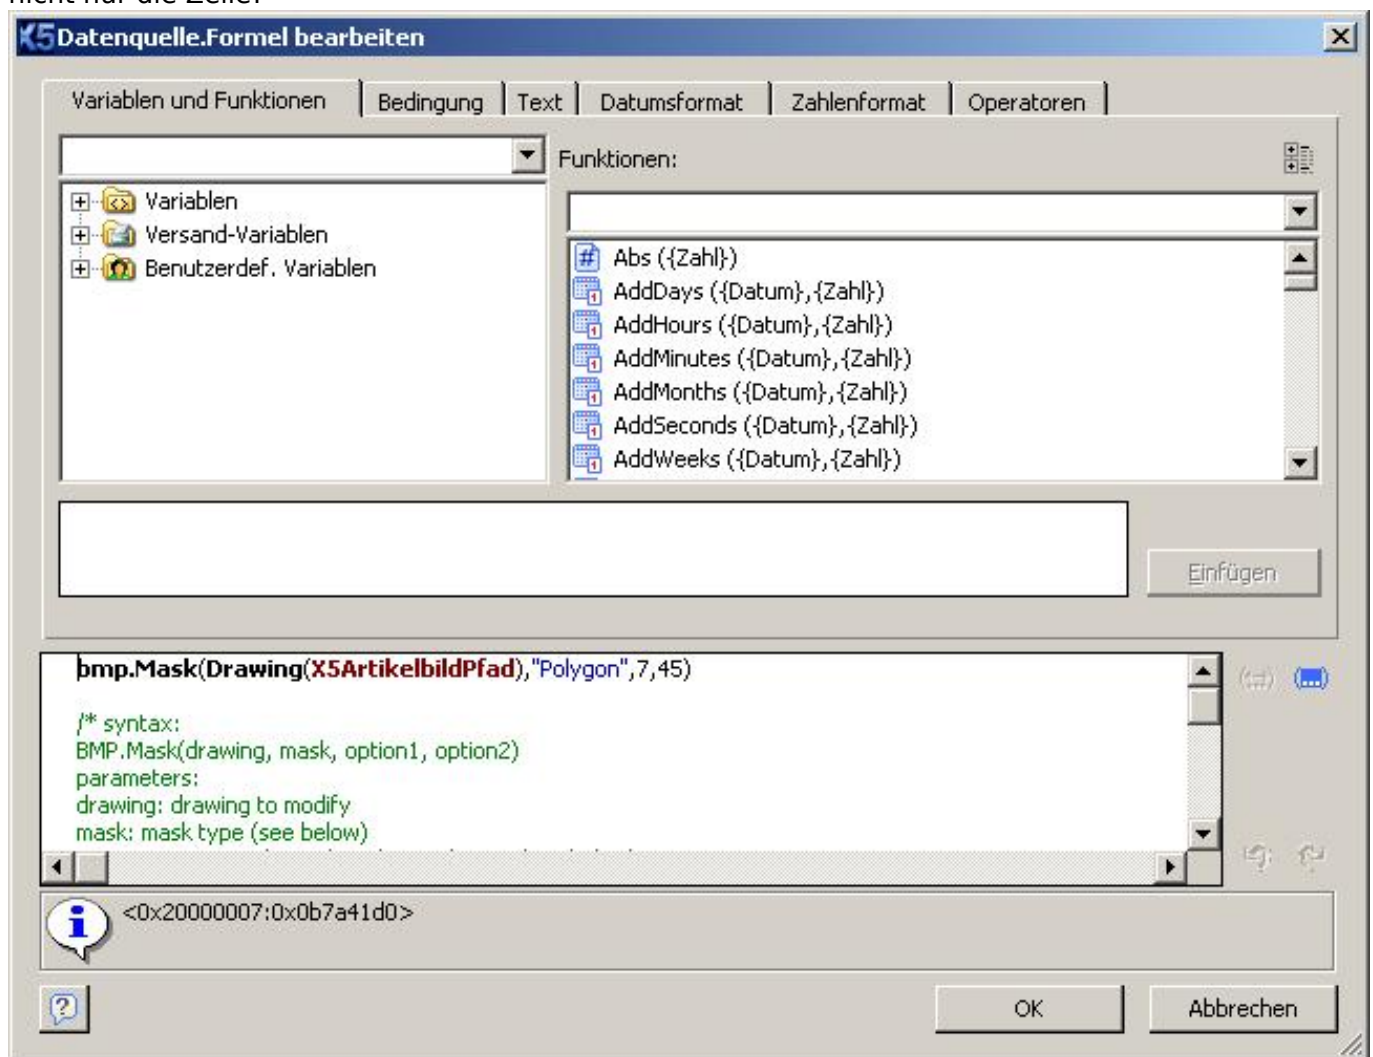 nicht nur die Zeile.
K5 Datenquelle.Formel bearbeiten
Variablen und Funktionen Bedingung Text Datumsformat Zahlenformat Operatoren
Funktionen:
Variablen
Versand-Variablen
Benutzerdef. Variablen
Abs ({Zahl})
AddDays ({Datum},{Zahl})
AddHours ({Datum},{Zahl})
AddMinutes ({Datum},{Zahl})
AddMonths ({Datum},{Zahl})
AddSeconds ({Datum},{Zahl})
AddWeeks ({Datum},{Zahl})
Einfügen
bmp.Mask(Drawing(X5ArtikelbildPfad),"Polygon",7,45)
/* syntax:
BMP.Mask(drawing, mask, option1, option2)
parameters:
drawing: drawing to modify
mask: mask type (see below)
<0x20000007:0x0b7a41d0>
OK Abbrechen